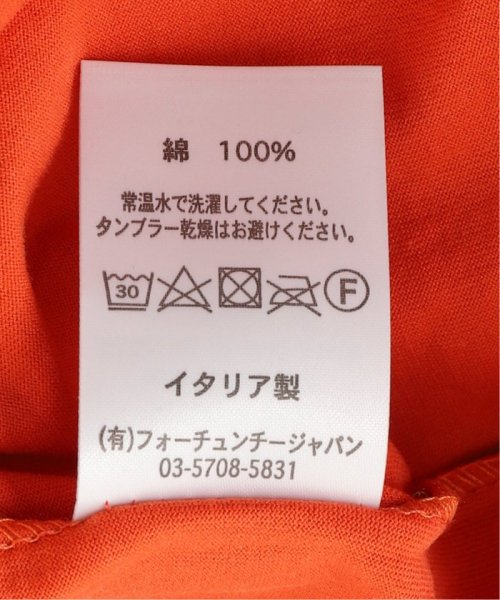 綿 100%
常温水で洗濯してください。
タンブラー乾燥はお避けください。
30 F
イタリア製
(有)フォーチュンチージャパン
03-5708-5831